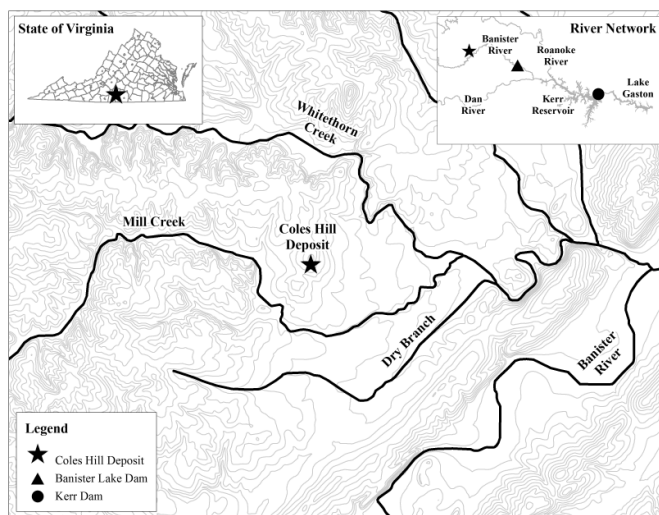 State of Virginia
River Network
Banister
River
Roanoke
River
Dan
River
Kerr
Reservoir
Lake
Gaston
Whitethorn
Creek
Mill Creek
Coles Hill
Deposit
Dry Branch
Banister
River
Legend
Coles Hill Deposit
Banister Lake Dam
Kerr Dam